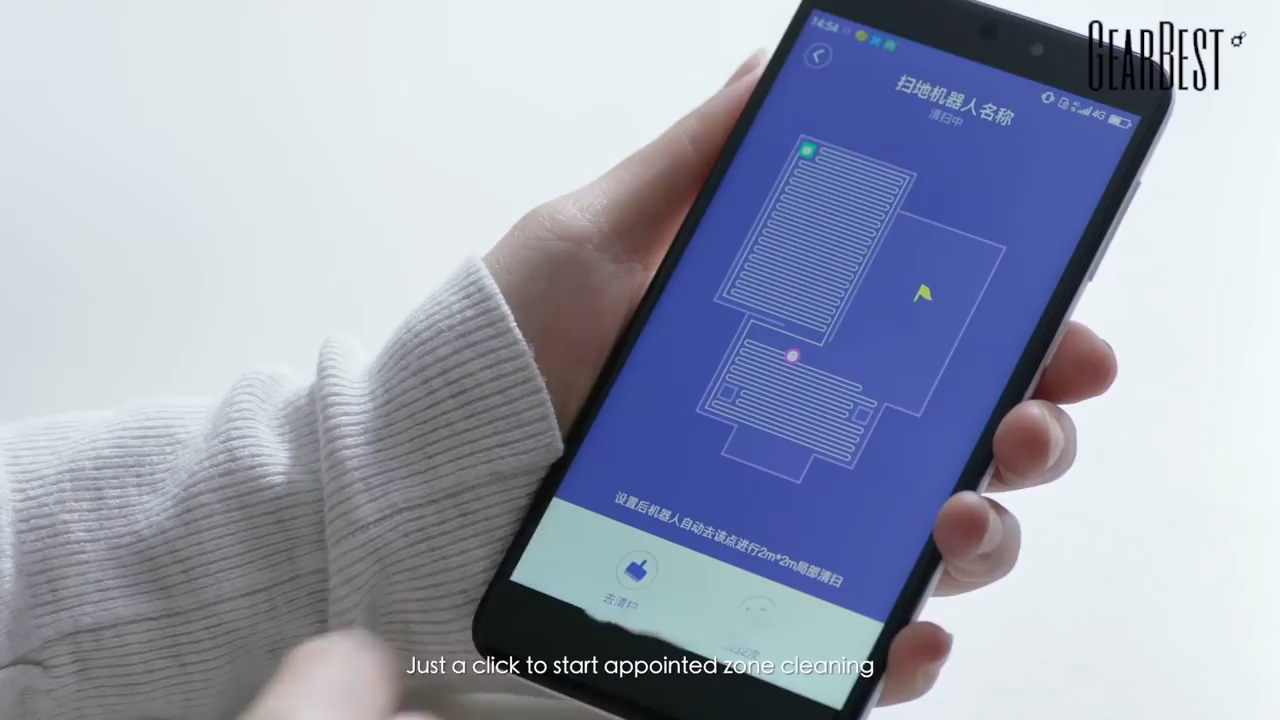 GEARBEST
14:54
4G
扫地机器人名称
清扫中
设置后机器人自动去该点进行2m*2m局部清扫
去清扫
Just a click to start appointed zone cleaning